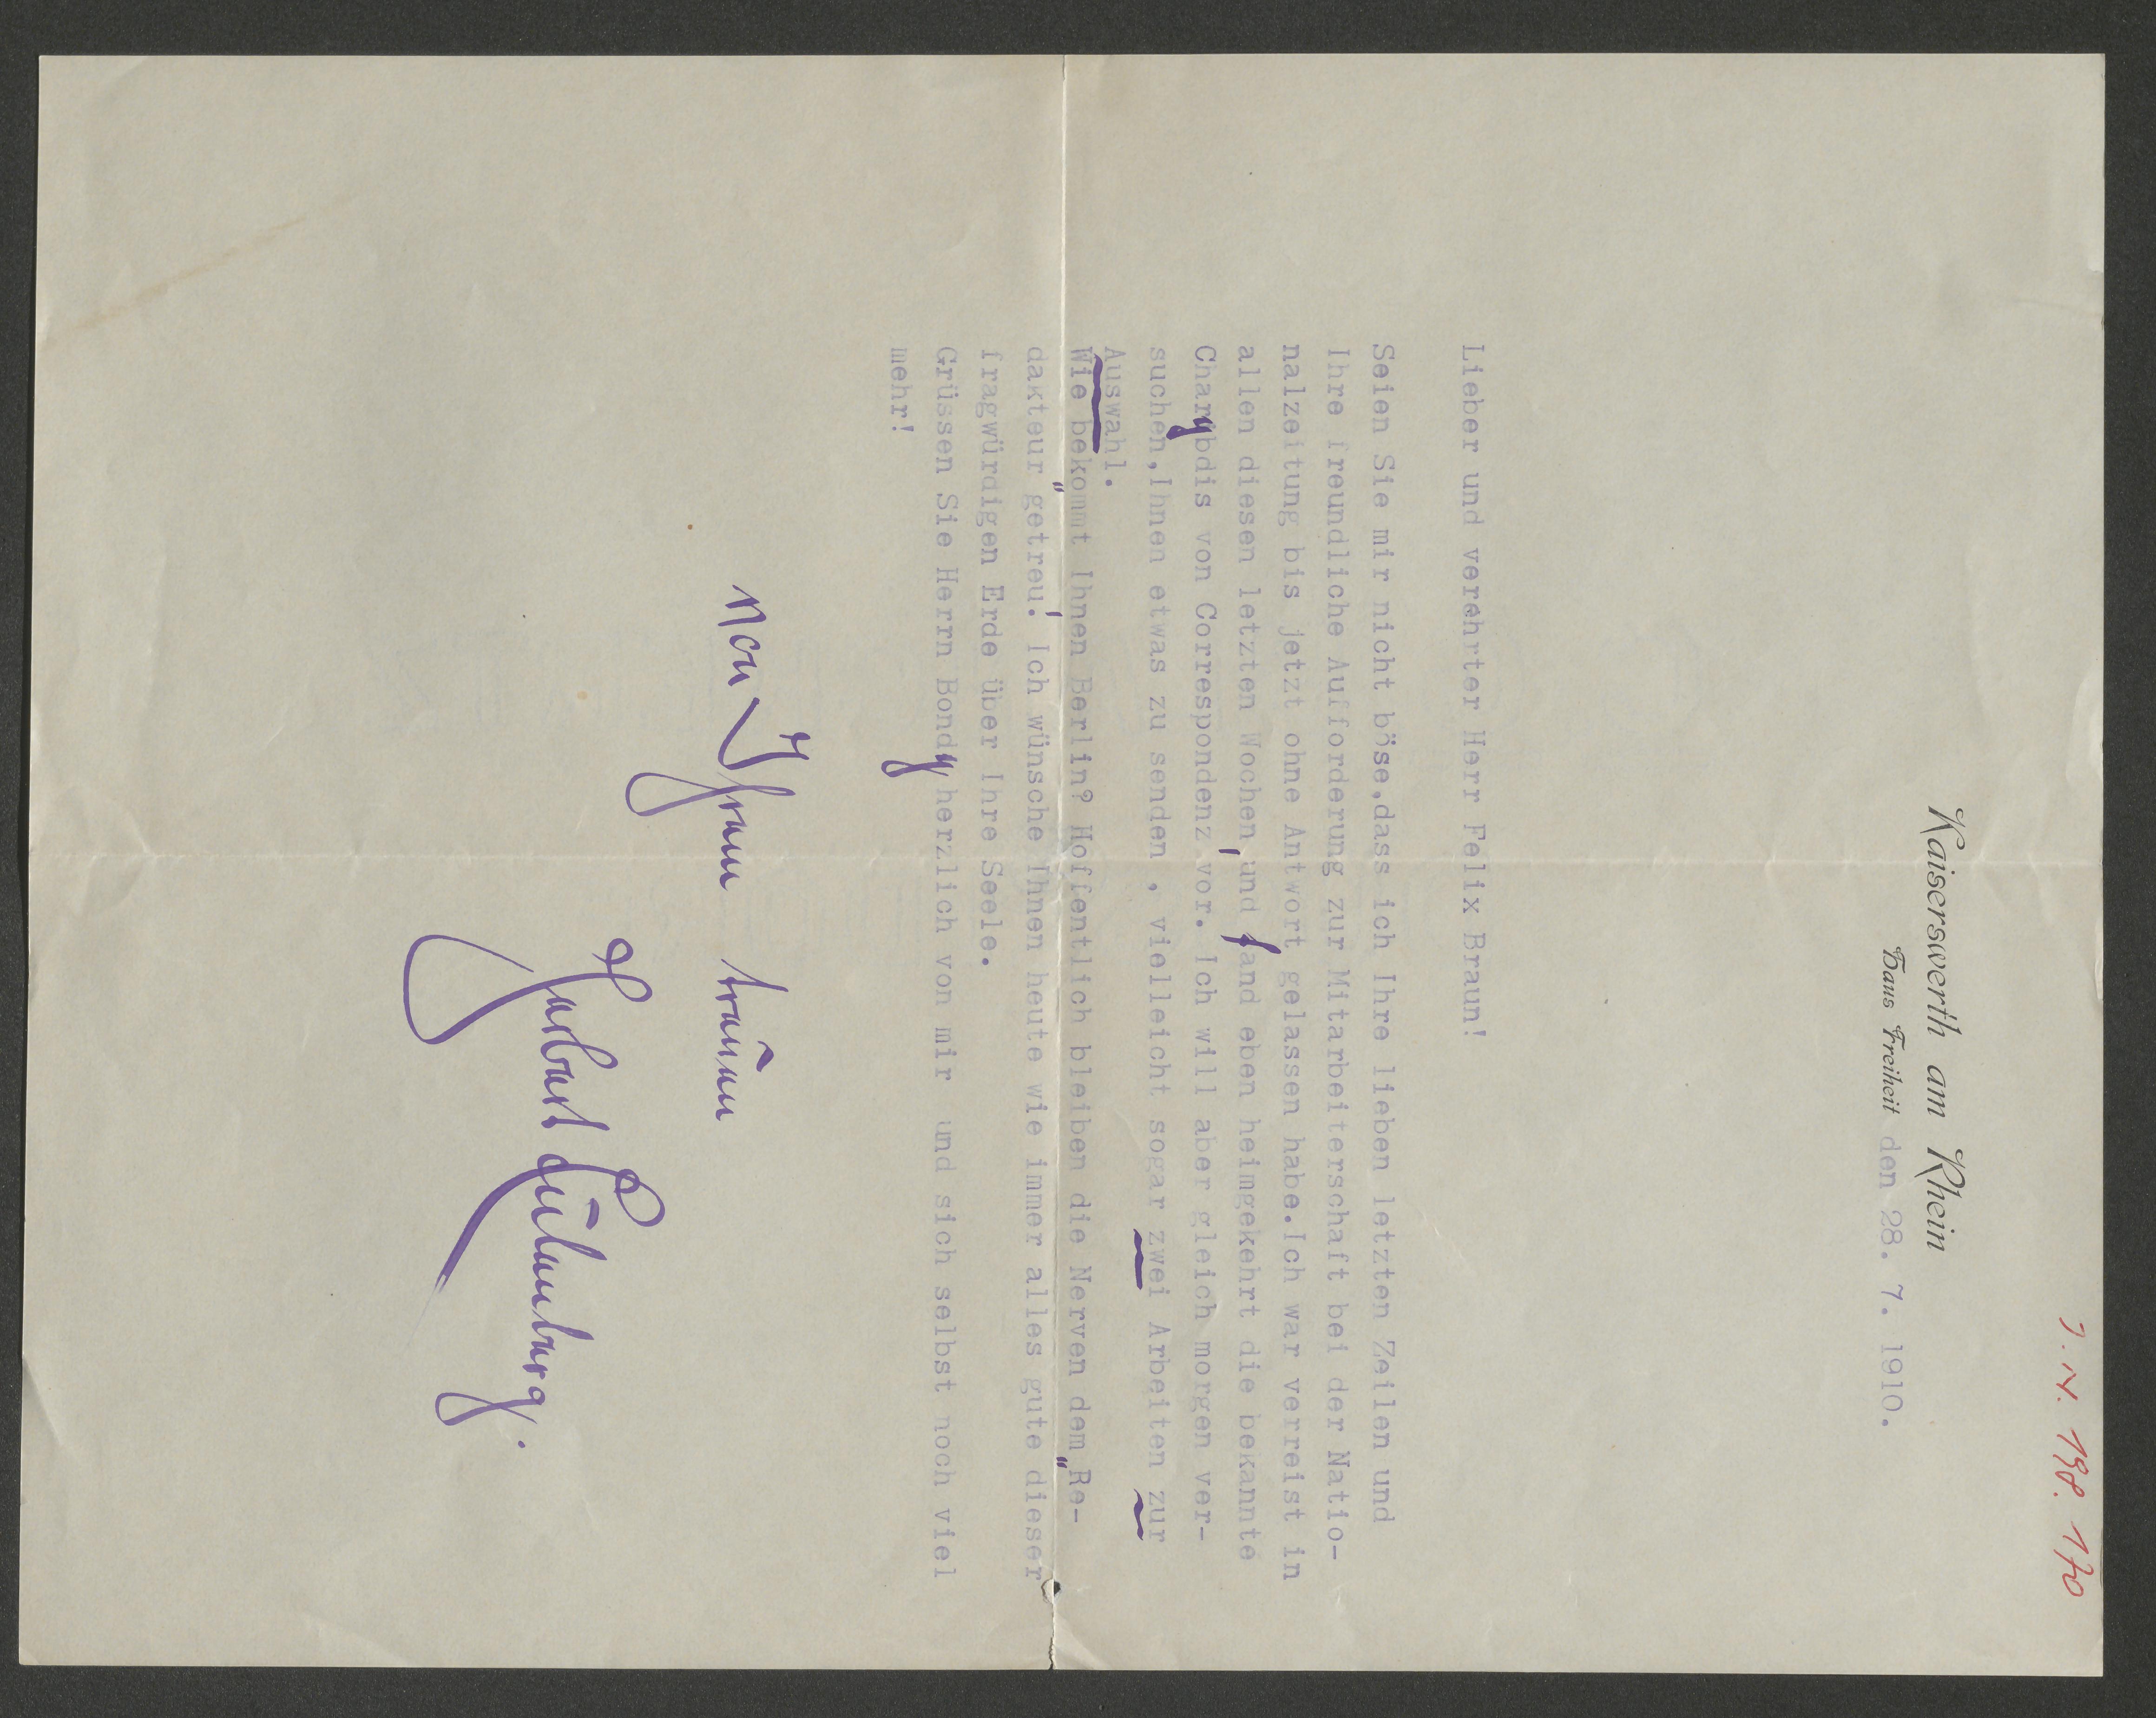 J. N. 198. 170
Kaiserswerth am Rhein
Haus Freiheit den 28. 7. 1910.
Lieber und verehrter Herr Felix Braun!
Seien Sie mir nicht böse,dass ich Ihre lieben letzten Zeilen und
Ihre freundliche Aufforderung zur Mitarbeiterschaft bei der Natio-
nalzeitung bis jetzt ohne Antwort gelassen habe.Ich war verreist in
allen diesen letzten Wochen und fand eben heimgekehrt die bekannte
Charybdis von Correspondenz vor. Ich will aber gleich morgen ver-
suchen,Ihnen etwas zu senden , vielleicht sogar zwei Arbeiten zur
Auswahl.
Wie bekommt Ihnen Berlin? Hoffentlich bleiben die Nerven dem "Re-
dakteur" getreu! Ich wünsche Ihnen heute wie immer alles gute dieser
fragwürdigen Erde über Ihre Seele.
Grüssen Sie Herrn Bondy herzlich von mir und sich selbst noch viel
mehr!
von Ihrem treuen
Herbert Eulenberg.